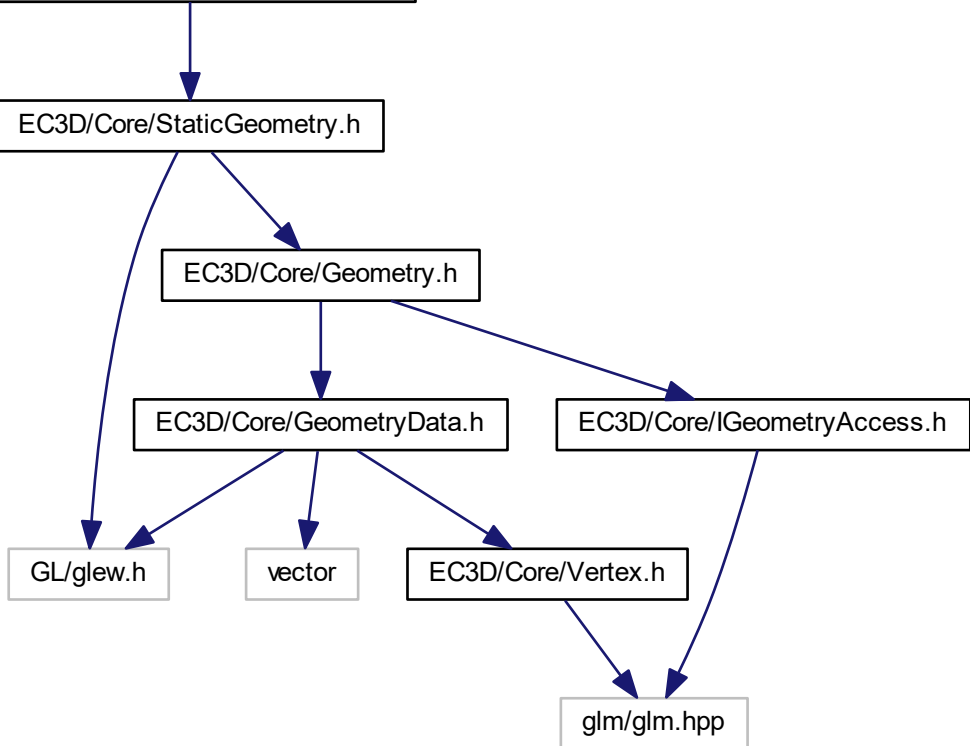 EC3D/Core/StaticGeometry.h
EC3D/Core/Geometry.h
EC3D/Core/GeometryData.h
EC3D/Core/IGeometryAccess.h
GL/glew.h
vector
EC3D/Core/Vertex.h
glm/glm.hpp